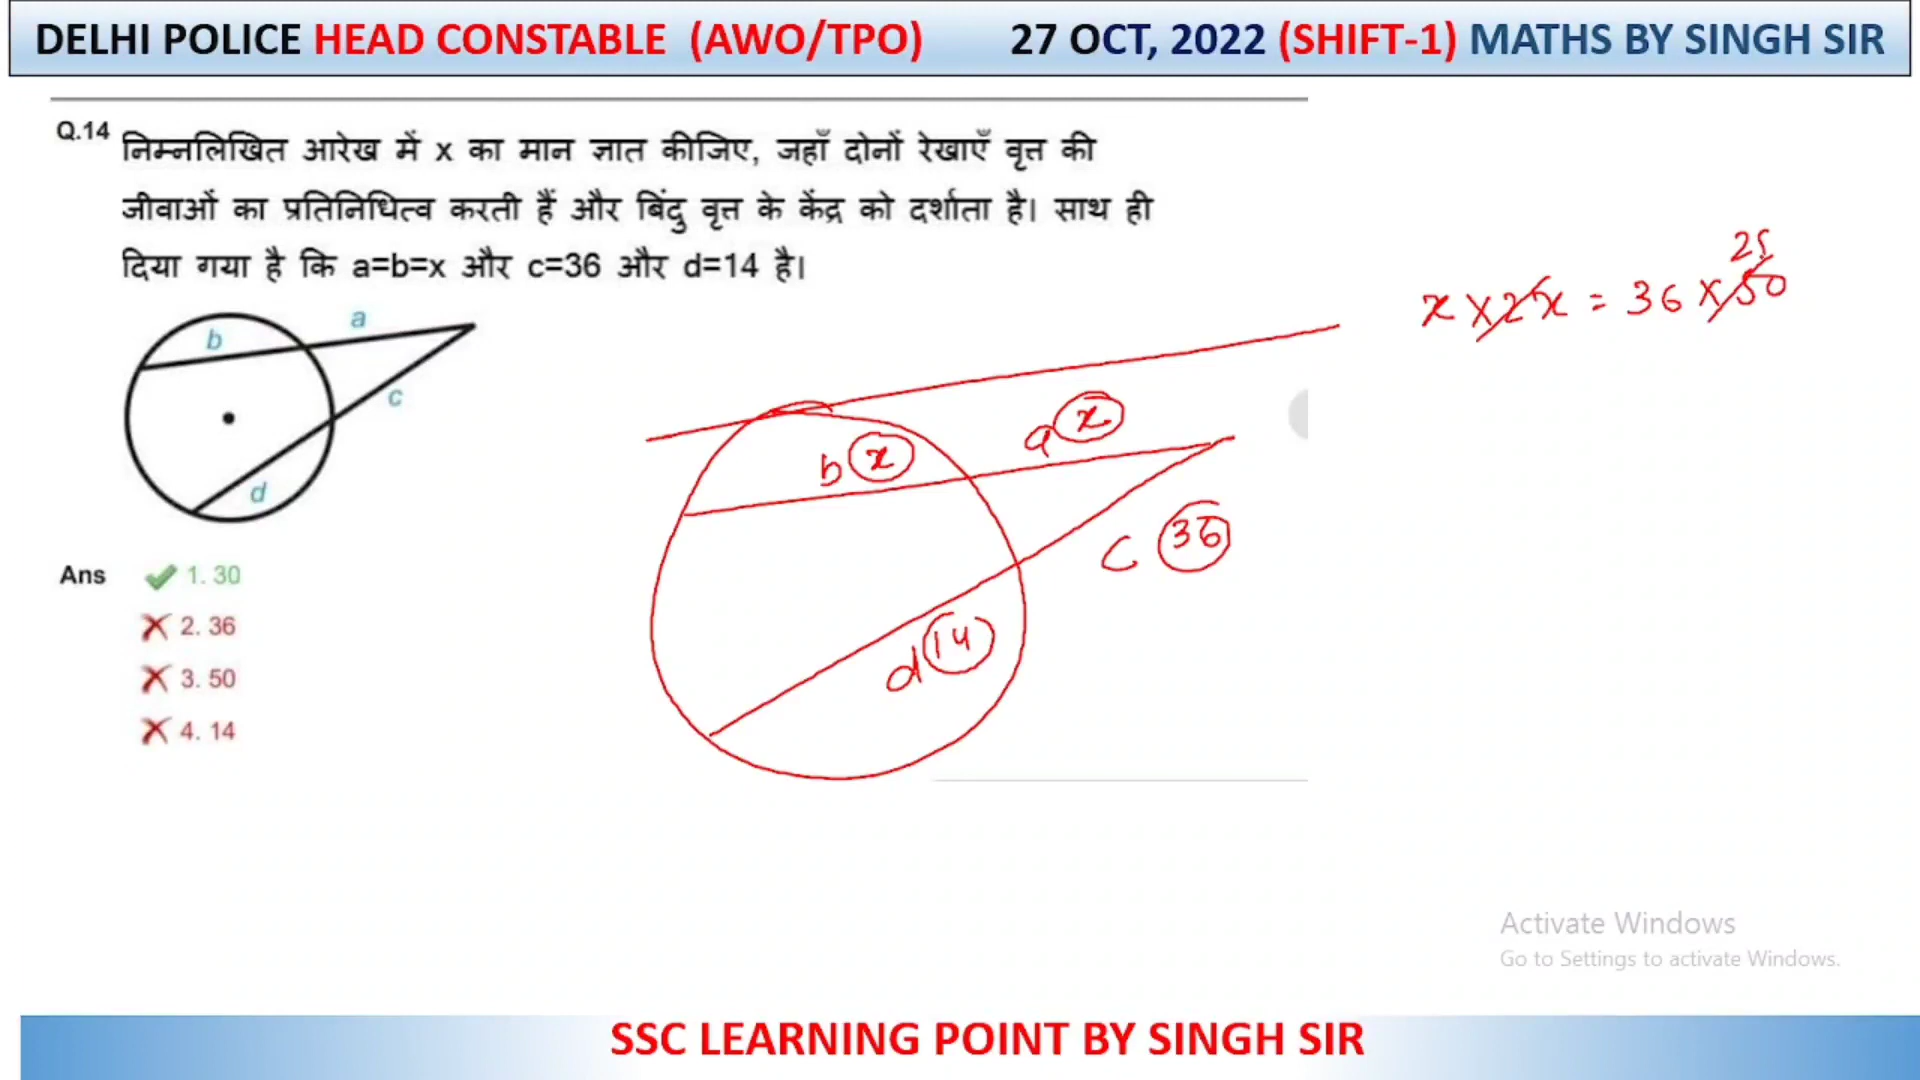 DELHI POLICE HEAD CONSTABLE (AWO/TPO) 27 OCT, 2022 (SHIFT-1) MATHS BY SINGH SIR
Q.14 निम्नलिखित आरेख में x का मान ज्ञात कीजिए, जहाँ दोनों रेखाएँ वृत्त की
जीवाओं का प्रतिनिधित्व करती हैं और बिंदु वृत्त के केंद्र को दर्शाता है। साथ ही
दिया गया है कि a=b=x और c=36 और d=14 है।
b a
c
d
Ans 1. 30
2. 36
3. 50
4. 14
b x a x
c 36
d 14
25
x × 2x = 36 × 50
Activate Windows
Go to Settings to activate Windows.
SSC LEARNING POINT BY SINGH SIR